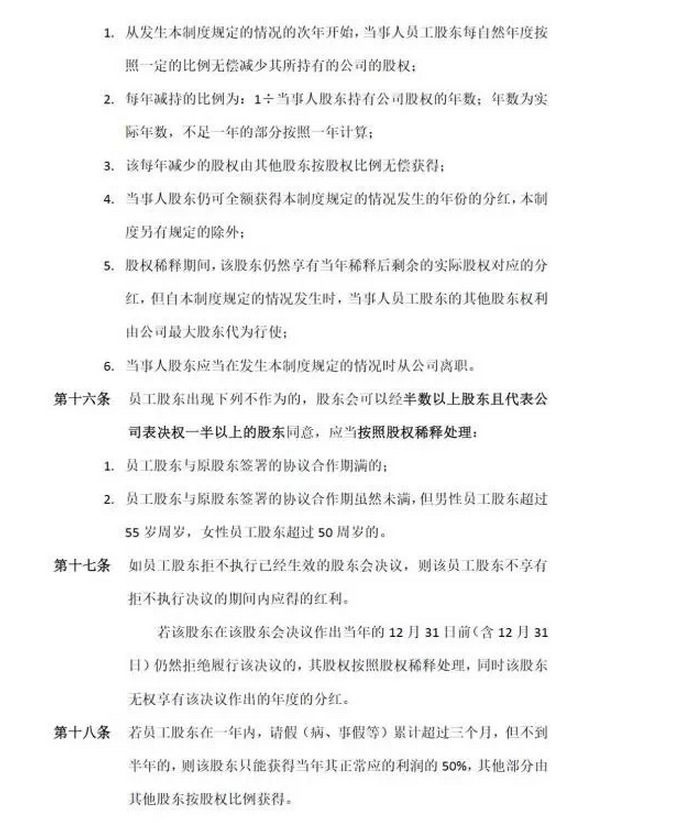 1. 从发生本制度规定的情况的次年开始，当事人员工股东每自然年度按
照一定的比例无偿减少其所持有的公司的股权；
2. 每年减持的比例为：1÷当事人股东持有公司股权的年数；年数为实
际年数，不足一年的部分按照一年计算；
3. 该每年减少的股权由其他股东按股权比例无偿获得；
4. 当事人股东仍可全额获得本制度规定的情况发生的年份的分红，本制
度另有规定的除外；
5. 股权稀释期间，该股东仍然享有当年稀释后剩余的实际股权对应的分
红，但自本制度规定的情况发生时，当事人员工股东的其他股东权利
由公司最大股东代为行使；
6. 当事人股东应当在发生本制度规定的情况时从公司离职。
第十六条 员工股东出现下列不作为的，股东会可以经半数以上股东且代表公
司表决权一半以上的股东同意，应当按照股权稀释处理：
1. 员工股东与原股东签署的协议合作期满的；
2. 员工股东与原股东签署的协议合作期虽然未满，但男性员工股东超过
55 岁周岁，女性员工股东超过 50 周岁的。
第十七条 如员工股东拒不执行已经生效的股东会决议，则该员工股东不享有
拒不执行决议的期间内应得的红利。
若该股东在该股东会决议作出当年的 12 月 31 日前（含 12 月 31
日）仍然拒绝履行该决议的，其股权按照股权稀释处理，同时该股东
无权享有该决议作出的年度的分红。
第十八条 若员工股东在一年内，请假（病、事假等）累计超过三个月，但不到
半年的，则该股东只能获得当年其正常应的利润的 50%，其他部分由
其他股东按股权比例获得。